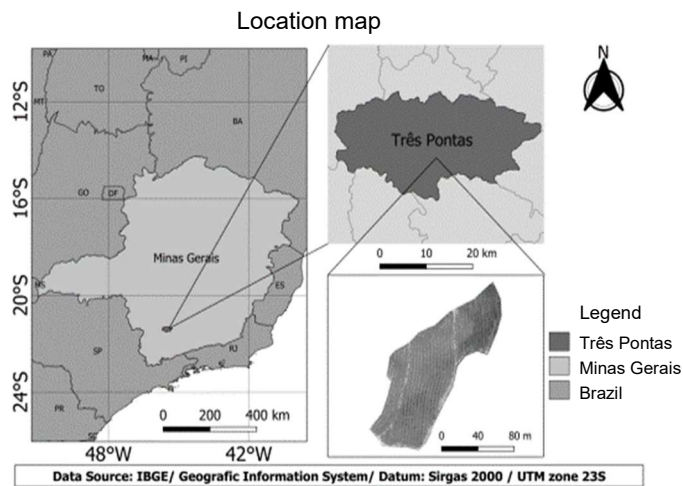 Location map
PA
MA
PI
N
TO
12°S
MT
BA
Três Pontas
GO
DF
16°S
Minas Gerais
0 10 20 km
MS
20°S
ES
Legend
Três Pontas
SP
RJ
Minas Gerais
Brazil
24°S
PR
0 200 400 km
0 40 80 m
SC
48°W
42°W
Data Source: IBGE/ Geografic Information System/ Datum: Sirgas 2000 / UTM zone 23S